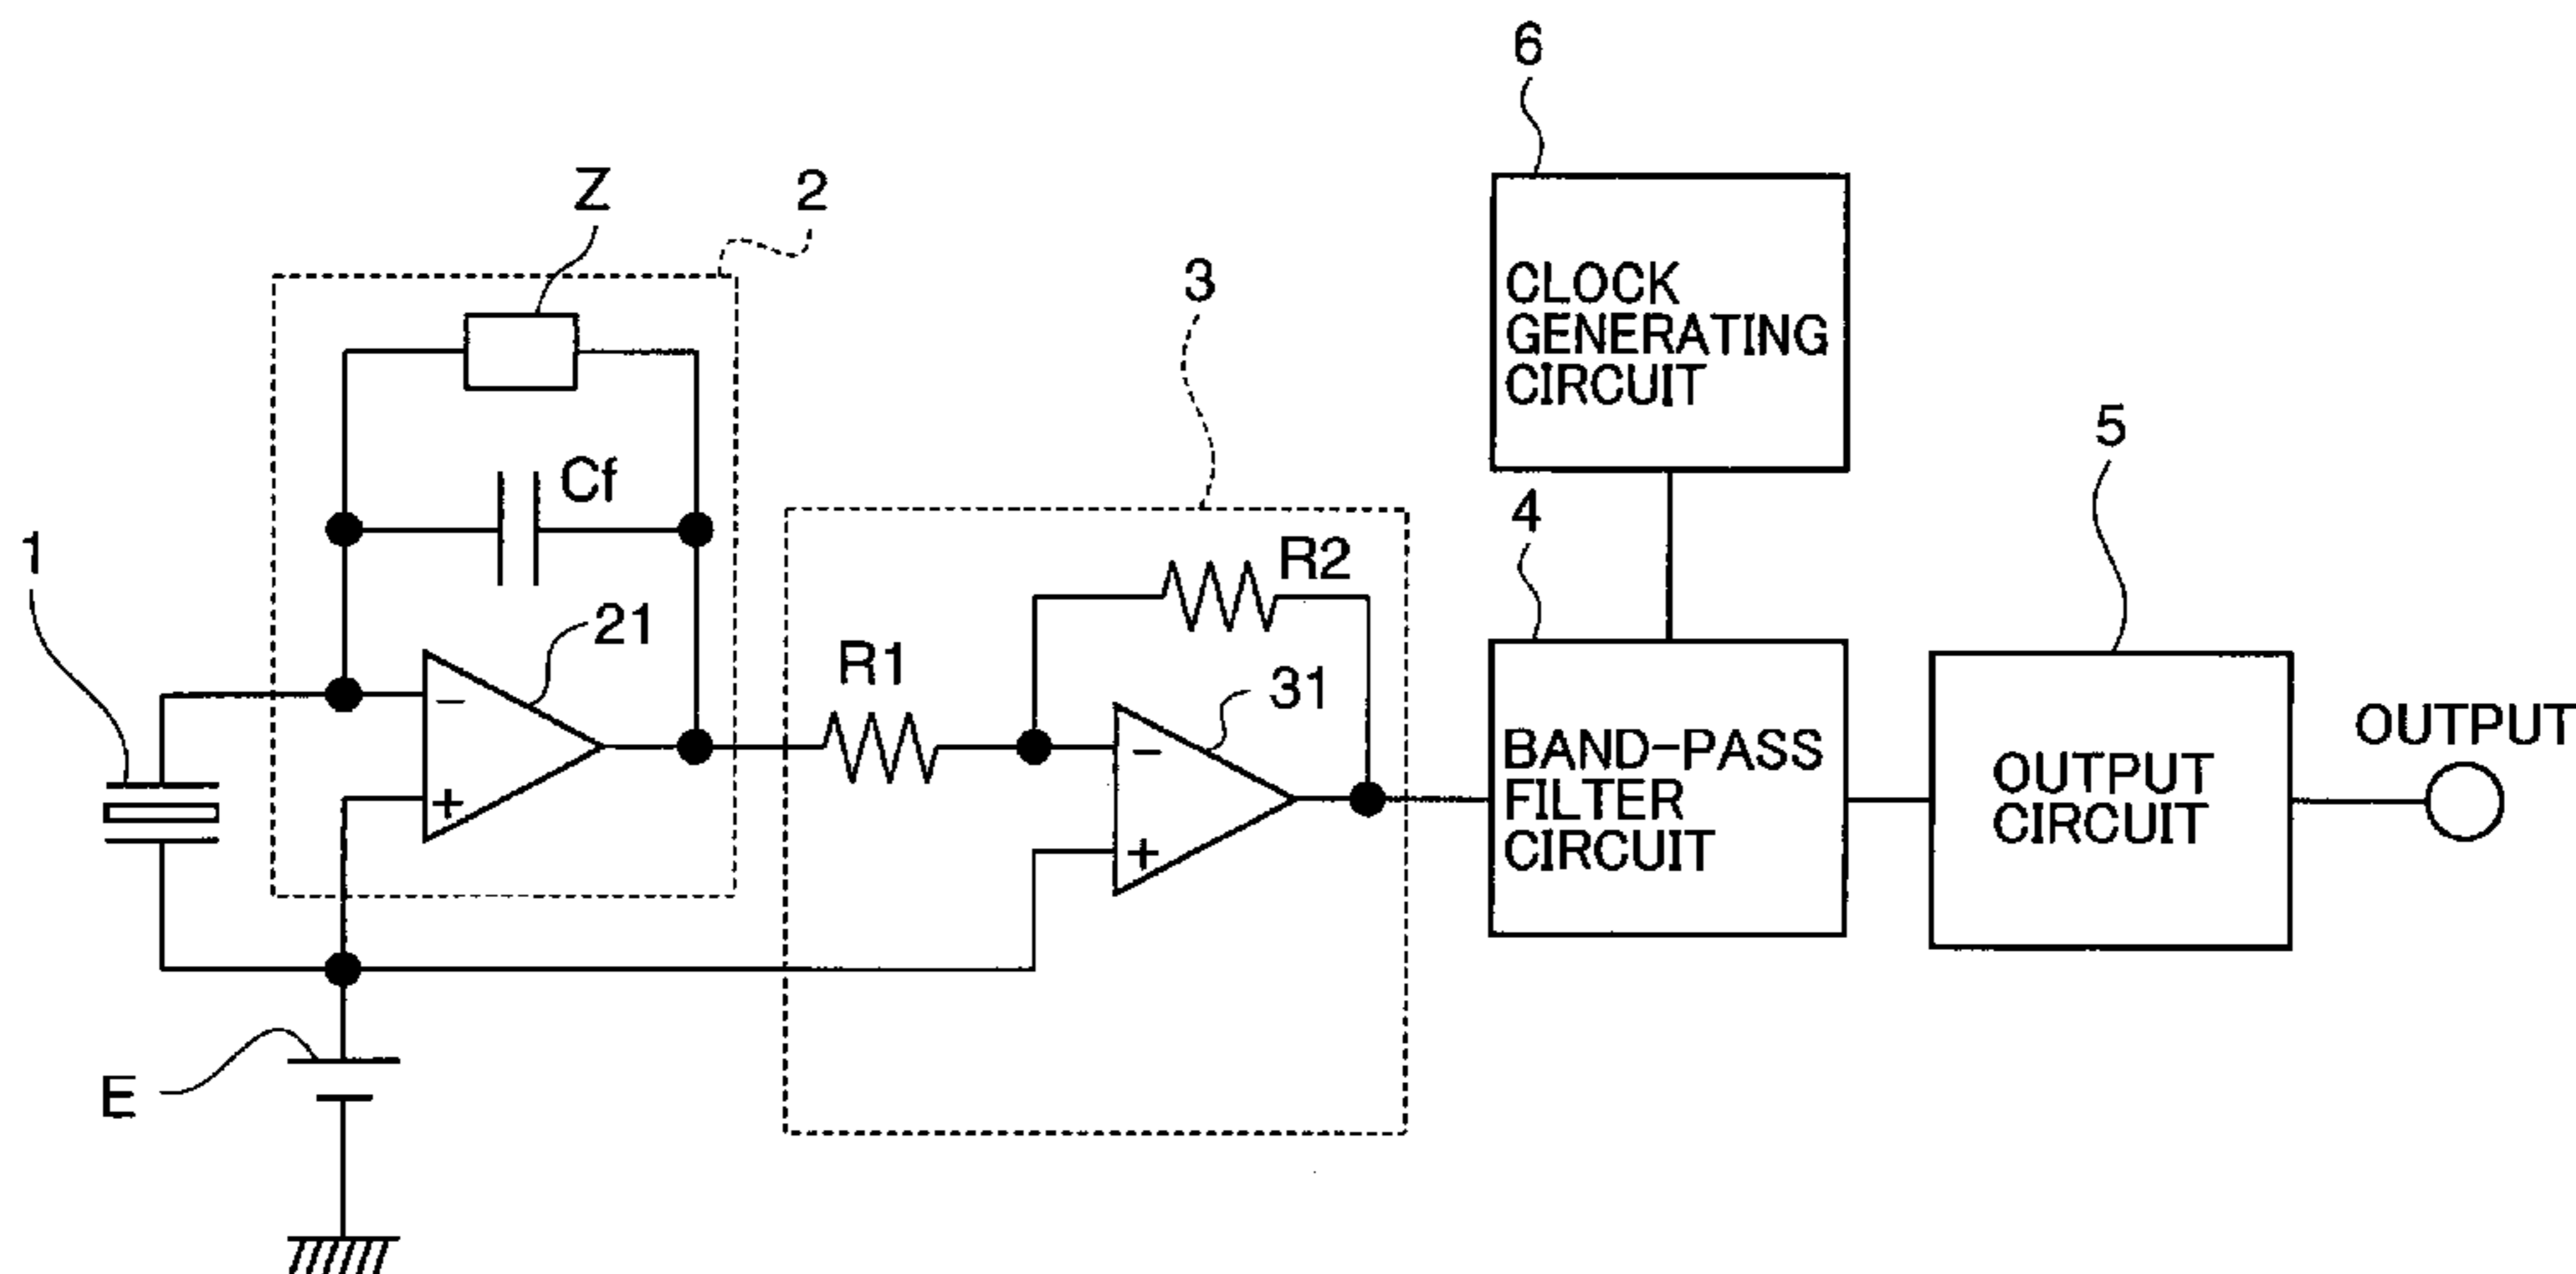 6
Z
2
3
CLOCK
GENERATING
CIRCUIT
5
Cf
4
1
R2
21
R1
31
−
+
−
+
BAND-PASS
FILTER
CIRCUIT
OUTPUT
CIRCUIT
OUTPUT
E